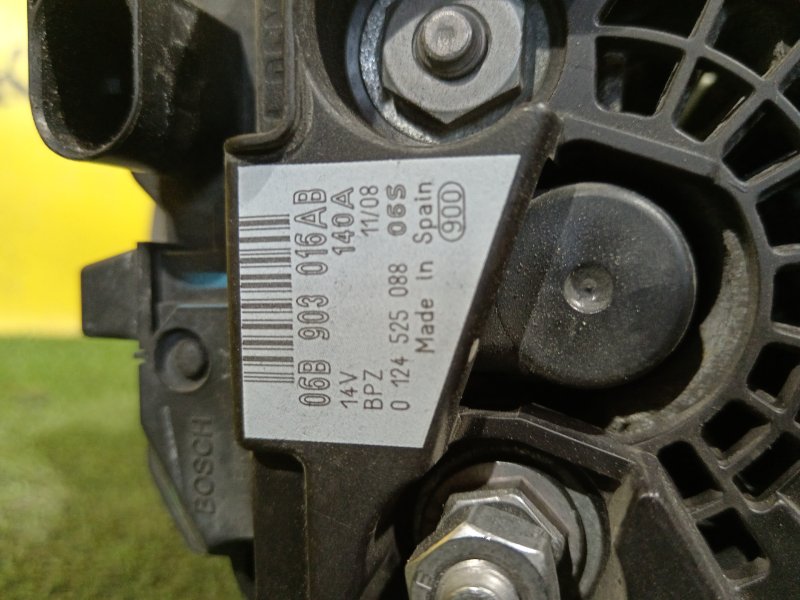 06B 903 016AB
14V 140A
BPZ 11/08
0 124 525 088 06S
Made In Spain 900
BOSCH